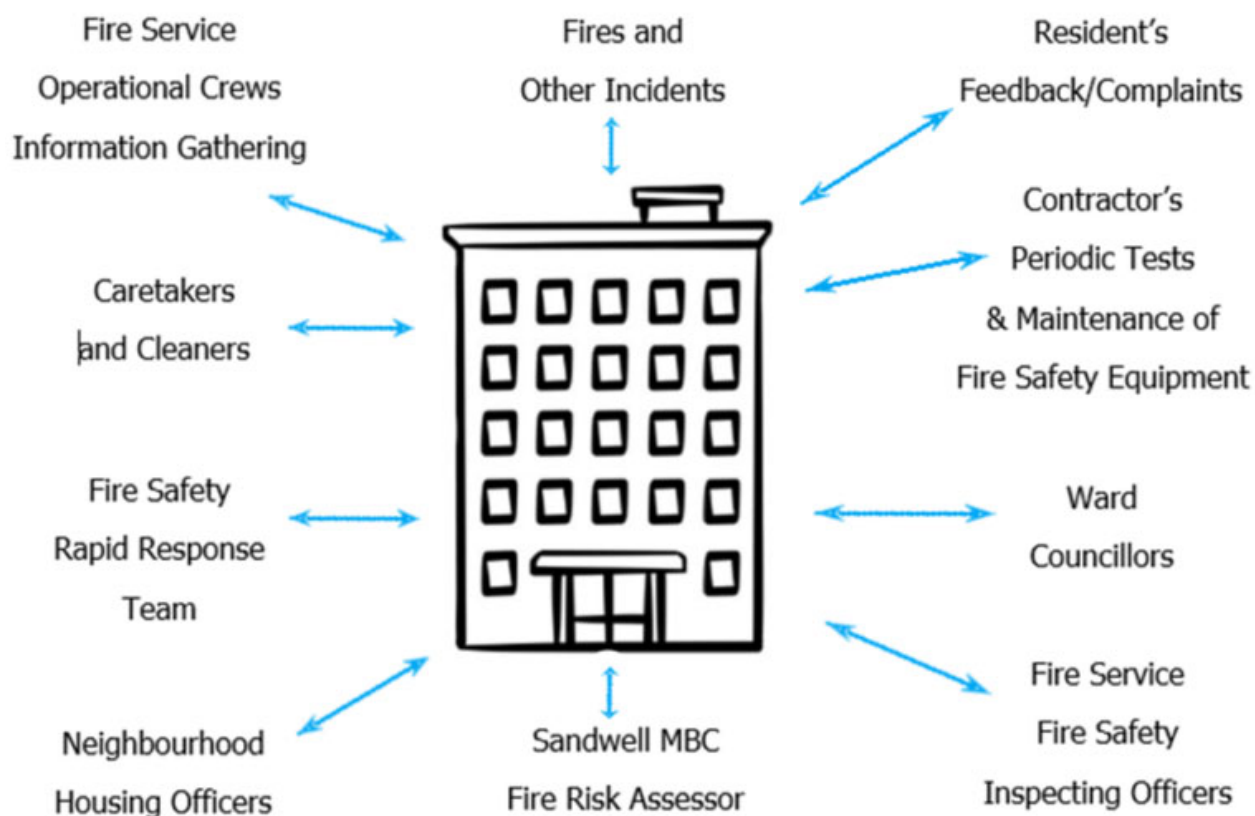 Fire Service
Operational Crews
Information Gathering
Fires and
Other Incidents
Resident's
Feedback/Complaints
Caretakers
and Cleaners
Contractor's
Periodic Tests
& Maintenance of
Fire Safety Equipment
Fire Safety
Rapid Response
Team
Ward
Councillors
Neighbourhood
Housing Officers
Sandwell MBC
Fire Risk Assessor
Fire Service
Fire Safety
Inspecting Officers